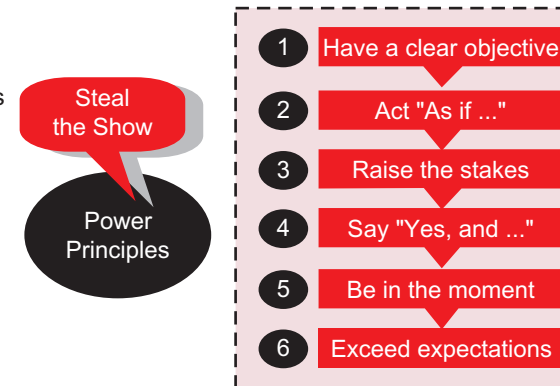 s
Steal
the Show
Power
Principles
1 Have a clear objective
2 Act "As if ..."
3 Raise the stakes
4 Say "Yes, and ..."
5 Be in the moment
6 Exceed expectations